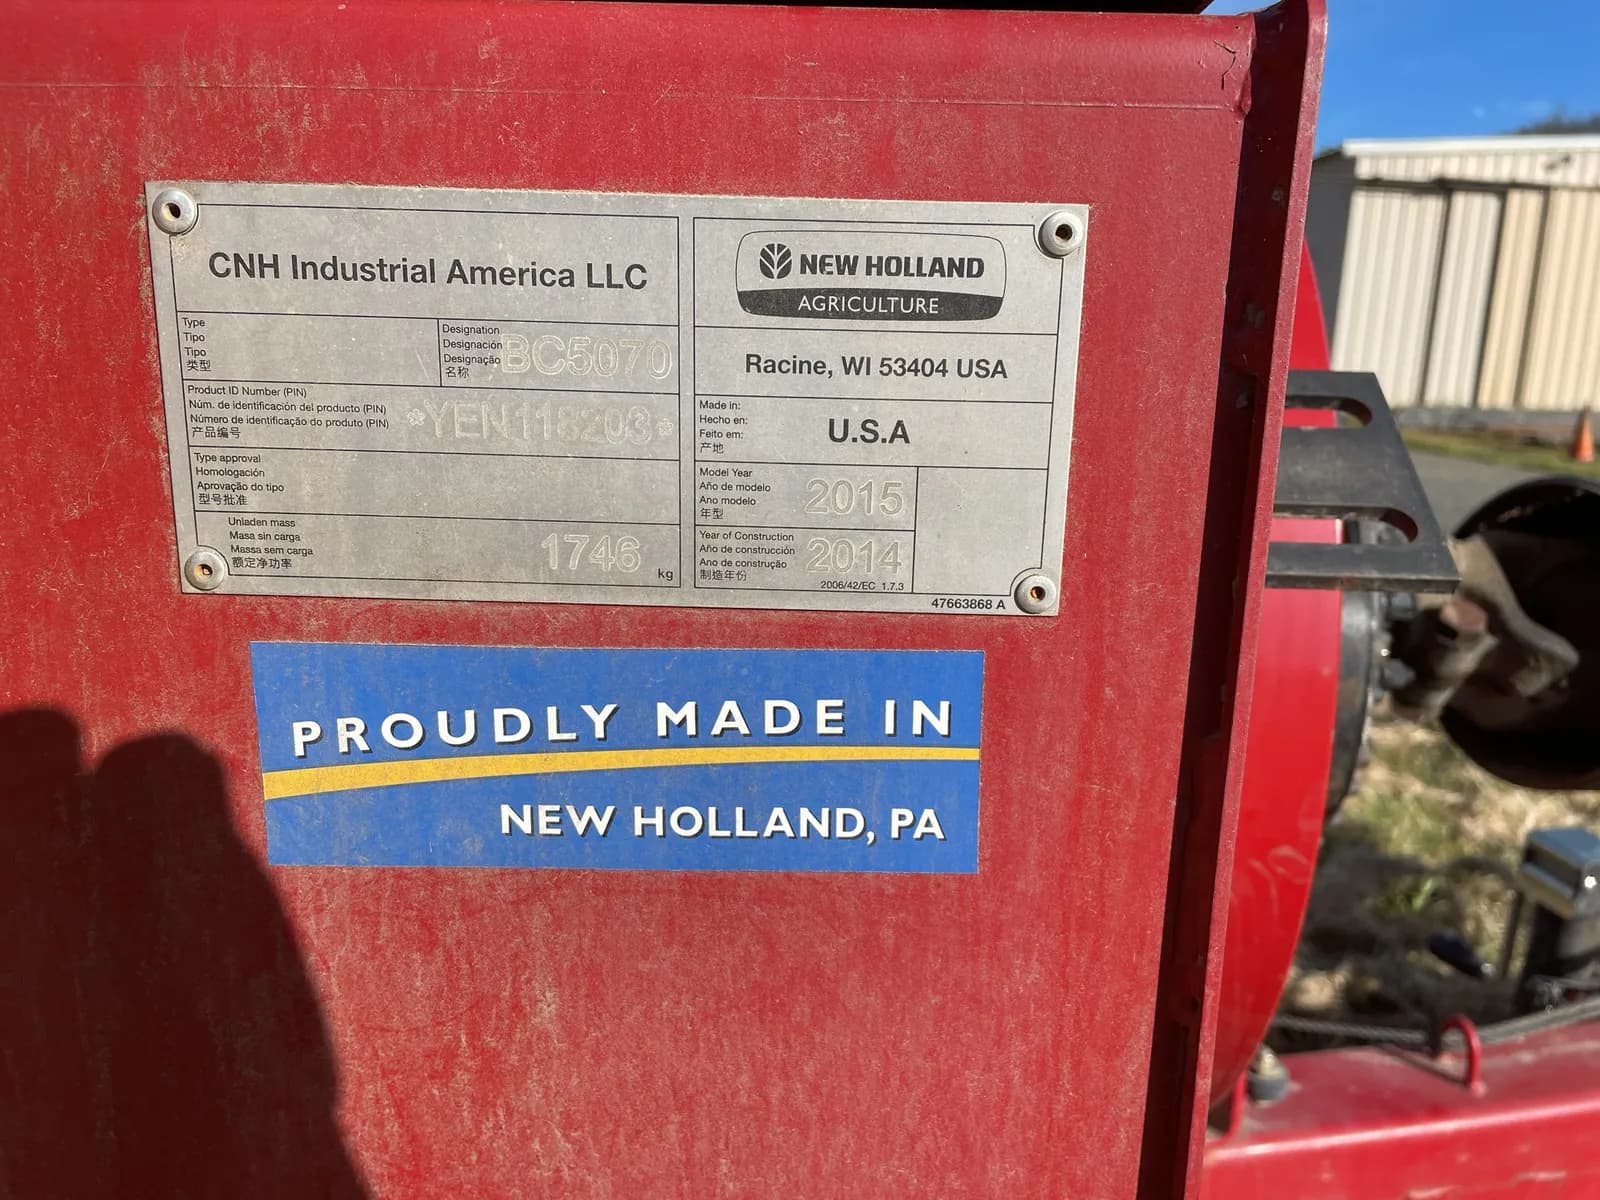 CNH Industrial America LLC
Type
Tipo
Tipo
类型
Designation
Designación
Designação
名称
BC5070
Product ID Number (PIN)
Núm. de identificación del producto (PIN)
Número de identificação do produto (PIN)
产品编号
*YEN118203*
Type approval
Homologación
Aprovação do tipo
型号批准
Unladen mass
Masa sin carga
Massa sem carga
额定净功率
1746
kg
NEW HOLLAND
AGRICULTURE
Racine, WI 53404 USA
Made in:
Hecho en:
Feito em:
产地
U.S.A
Model Year
Año de modelo
Ano modelo
年型
2015
Year of Construction
Año de construcción
Ano de construção
制造年份
2014
2006/42/EC 1.7.3
47663868 A
PROUDLY MADE IN
NEW HOLLAND, PA